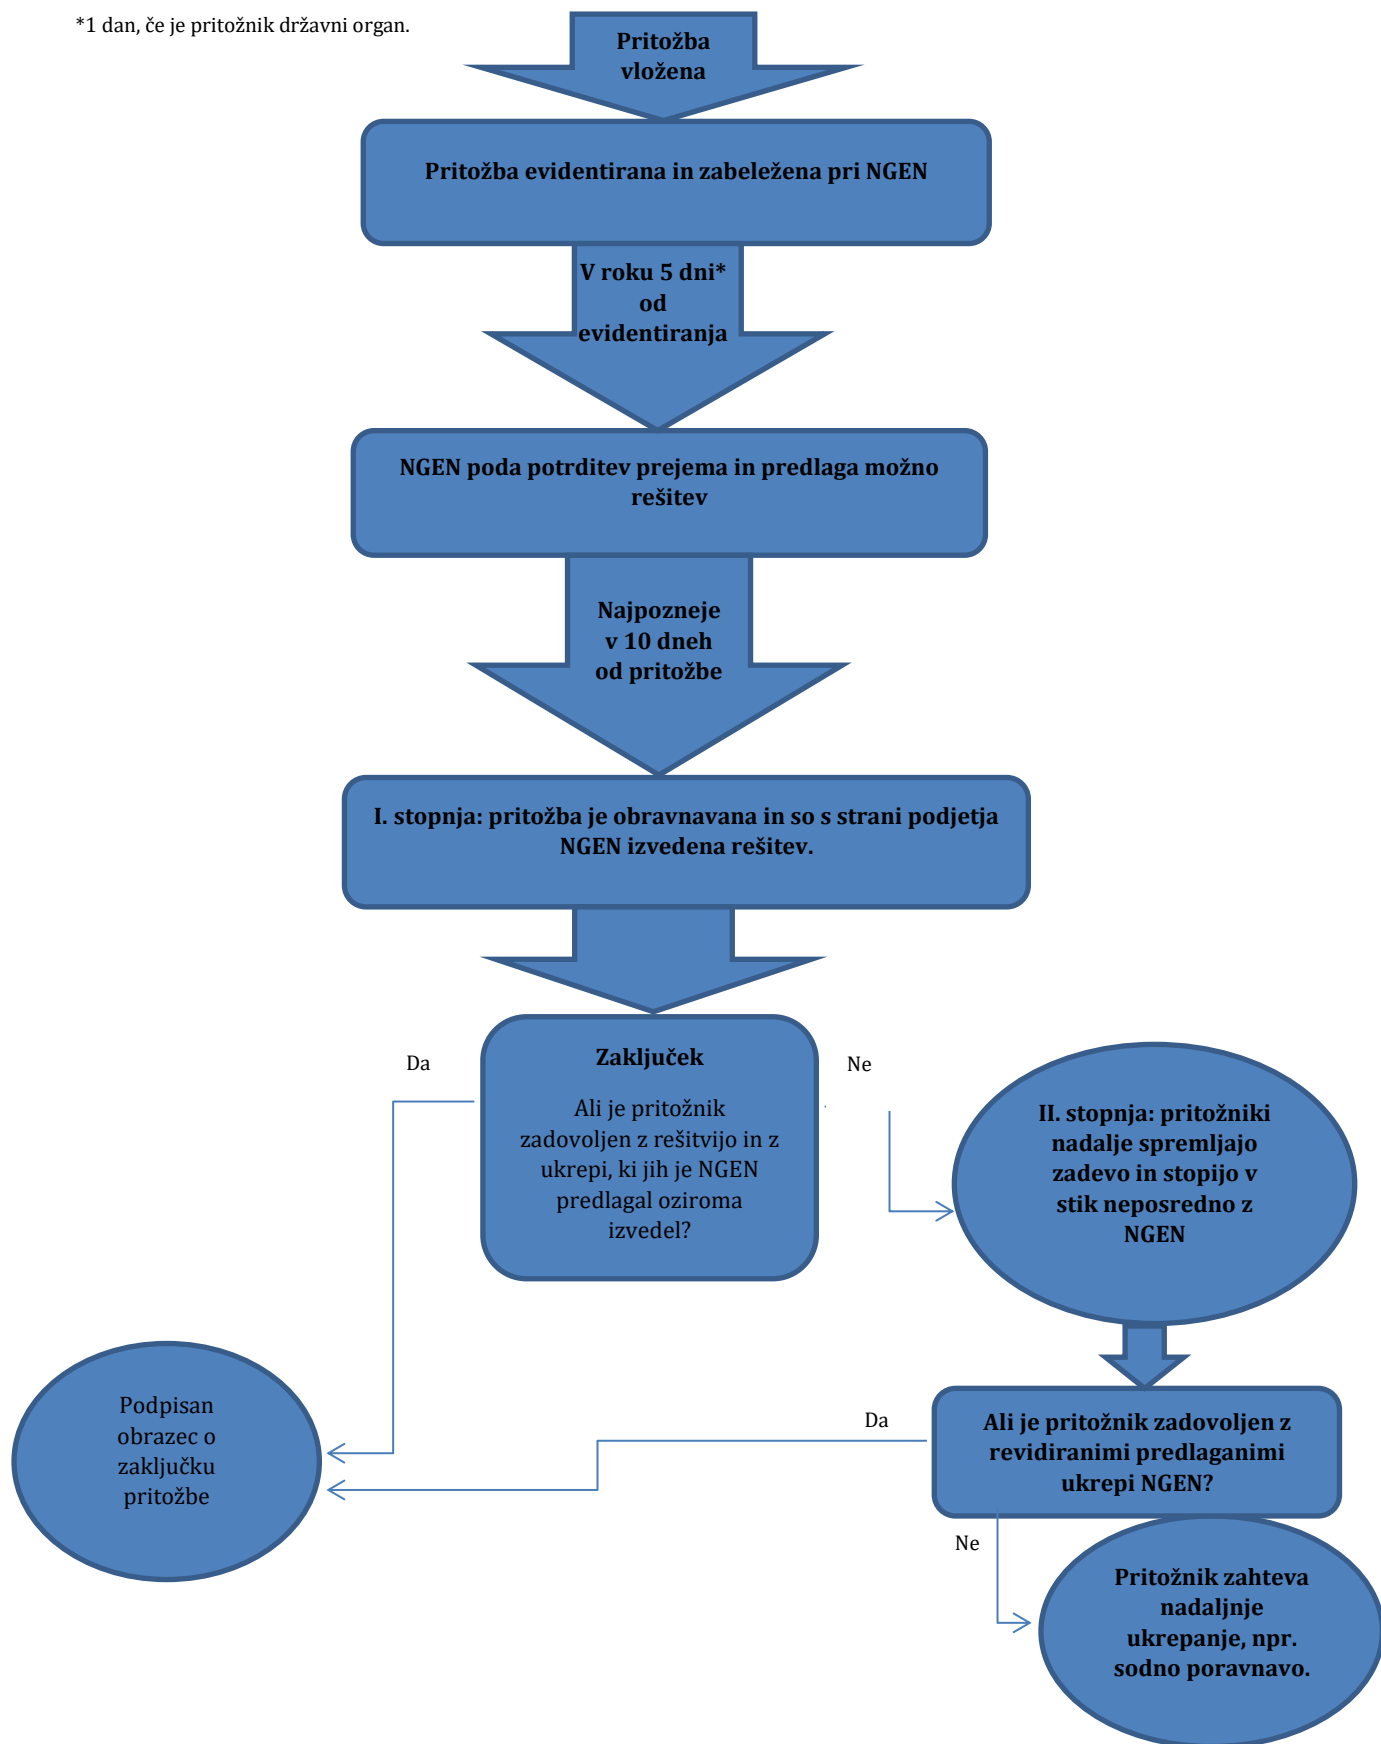 *1 dan, če je pritožnik državni organ.
Pritožba
vložena
Pritožba evidentirana in zabeležena pri NGEN
V roku 5 dni*
od
evidentiranja
NGEN poda potrditev prejema in predlaga možno
rešitev
Najpozneje
v 10 dneh
od pritožbe
I. stopnja: pritožba je obravnavana in so s strani podjetja
NGEN izvedena rešitev.
Da
Zaključek
Ali je pritožnik
zadovoljen z rešitvijo in z
ukrepi, ki jih je NGEN
predlagal oziroma
izvedel?
Ne
II. stopnja: pritožniki
nadalje spremljajo
zadevo in stopijo v
stik neposredno z
NGEN
Podpisan
obrazec o
zaključku
pritožbe
Da
Ali je pritožnik zadovoljen z
revidiranimi predlaganimi
ukrepi NGEN?
Ne
Pritožnik zahteva
nadaljnje
ukrepanje, npr.
sodno poravnavo.